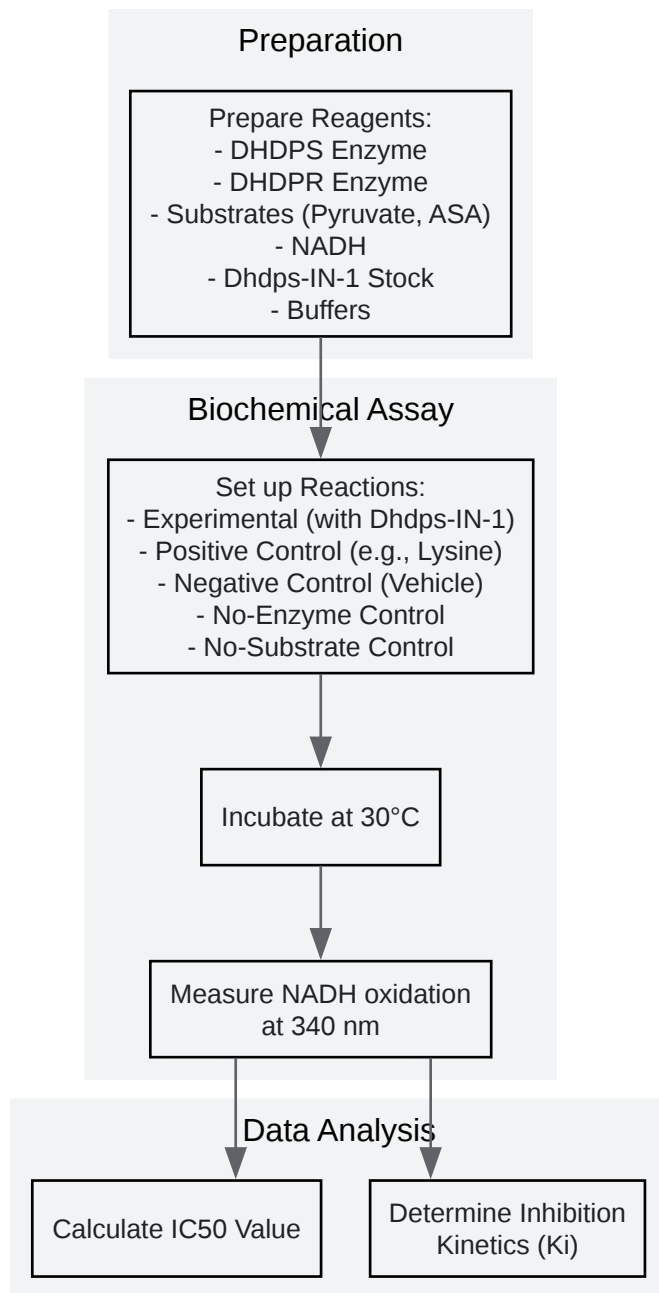 Preparation
Prepare Reagents:
- DHDPS Enzyme
- DHDPR Enzyme
- Substrates (Pyruvate, ASA)
- NADH
- Dhdps-IN-1 Stock
- Buffers
Biochemical Assay
Set up Reactions:
- Experimental (with Dhdps-IN-1)
- Positive Control (e.g., Lysine)
- Negative Control (Vehicle)
- No-Enzyme Control
- No-Substrate Control
Incubate at 30°C
Measure NADH oxidation
at 340 nm
Data Analysis
Calculate IC50 Value
Determine Inhibition
Kinetics (Ki)